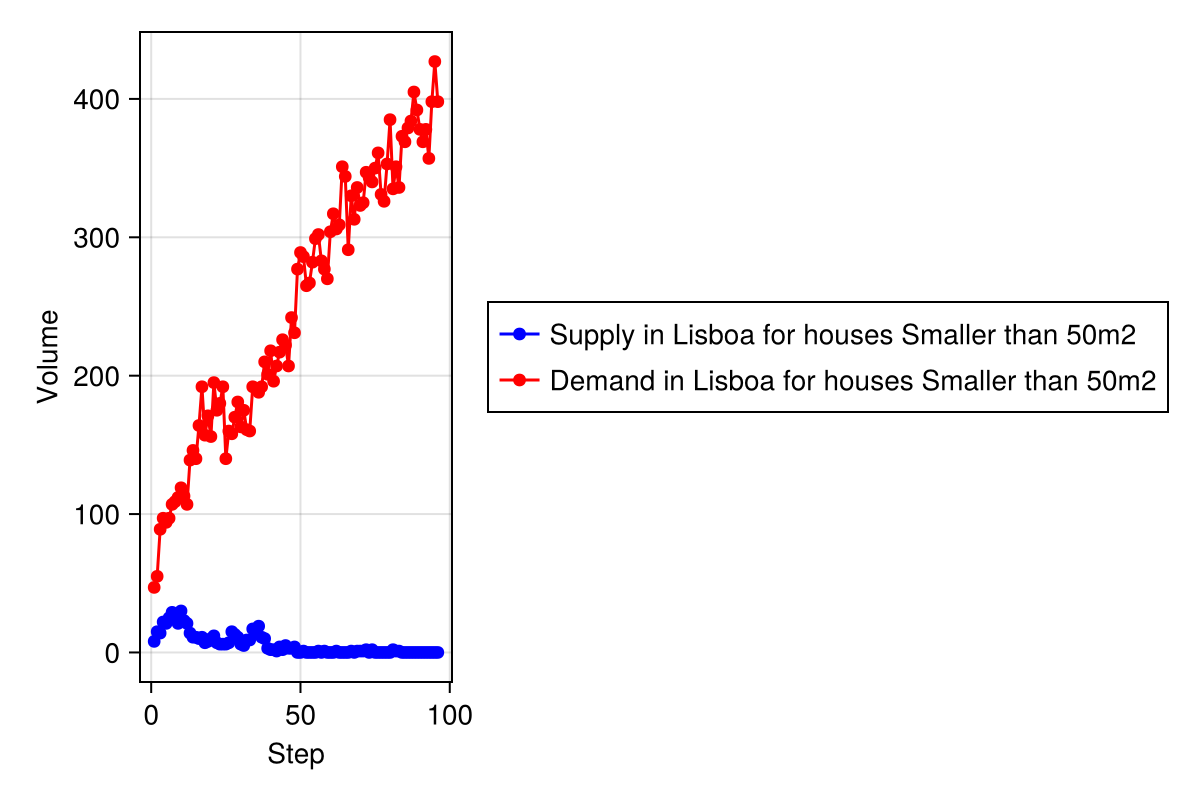 Volume
400
300
200
100
0
0 50 100
Step
Supply in Lisboa for houses Smaller than 50m2
Demand in Lisboa for houses Smaller than 50m2